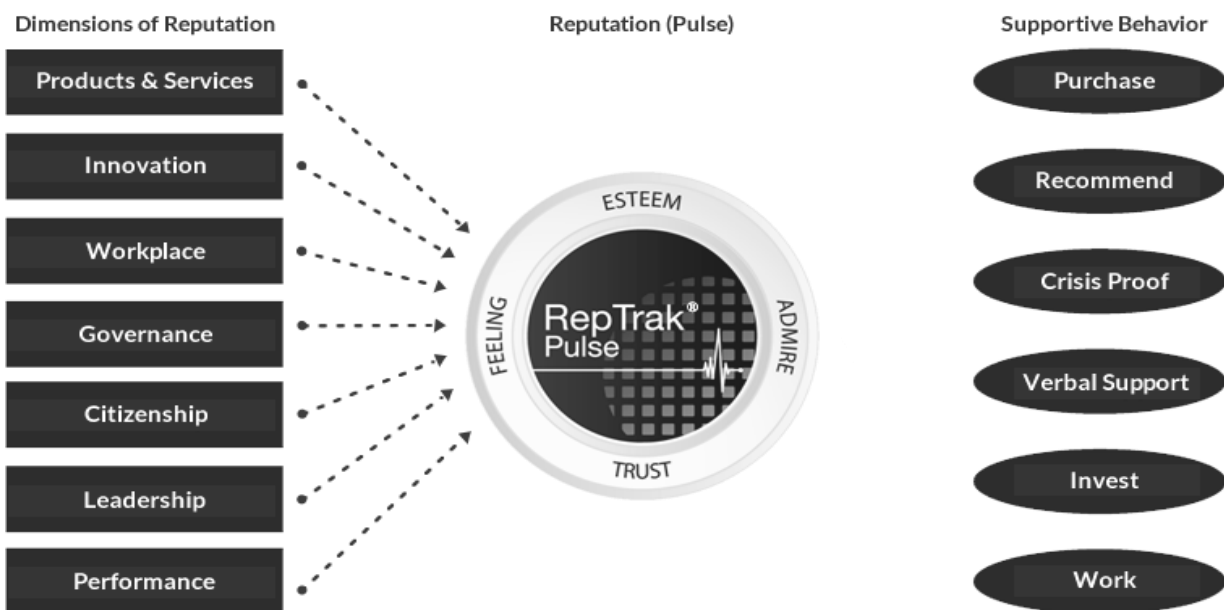 Dimensions of Reputation
Reputation (Pulse)
Supportive Behavior
Products & Services
Innovation
Workplace
Governance
Citizenship
Leadership
Performance
ESTEEM
FEELING
RepTrak®
Pulse
ADMIRE
TRUST
Purchase
Recommend
Crisis Proof
Verbal Support
Invest
Work